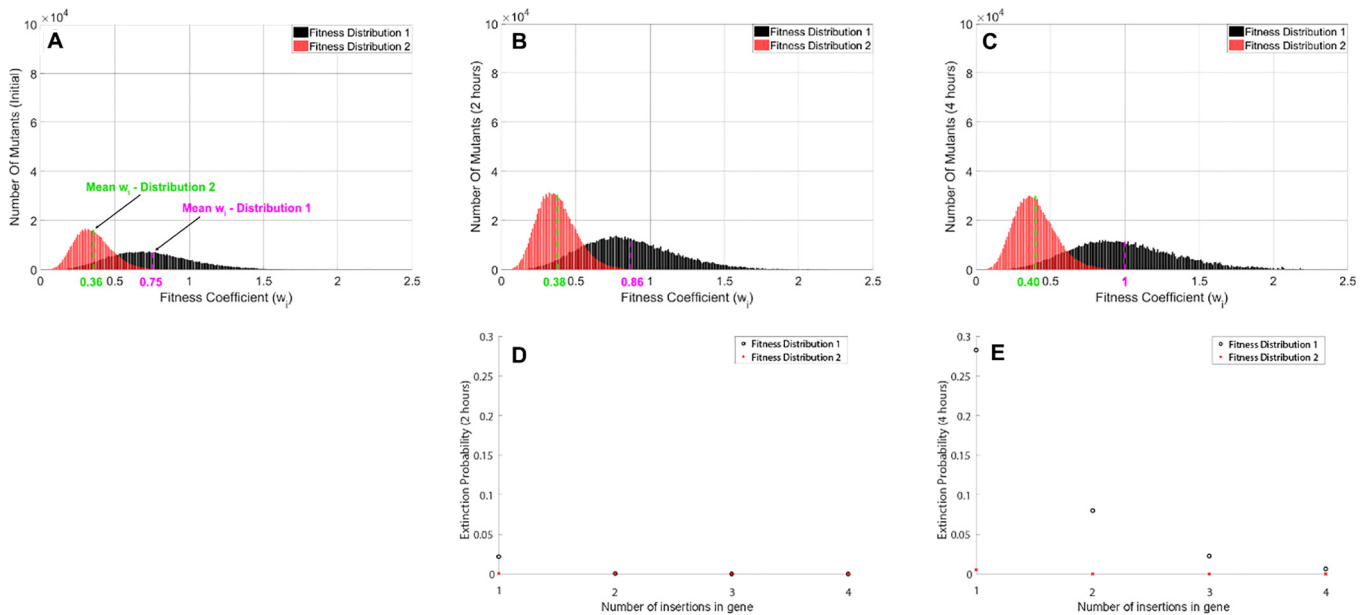 A
×10⁴
10
8
6
4
2
0
Number Of Mutants (Initial)
Fitness Distribution 1
Fitness Distribution 2
Mean wᵢ - Distribution 2
Mean wᵢ - Distribution 1
0 0.36 0.5 0.75 1 1.5 2 2.5
Fitness Coefficient (wᵢ)
B
×10⁴
10
8
6
4
2
0
Number Of Mutants (2 hours)
Fitness Distribution 1
Fitness Distribution 2
0 0.38 0.5 0.86 1 1.5 2 2.5
Fitness Coefficient (wᵢ)
C
×10⁴
10
8
6
4
2
0
Number Of Mutants (4 hours)
Fitness Distribution 1
Fitness Distribution 2
0 0.40 0.5 1 1.5 2 2.5
Fitness Coefficient (wᵢ)
D
0.3
0.25
0.2
0.15
0.1
0.05
0
Extinction Probability (2 hours)
Fitness Distribution 1
Fitness Distribution 2
1 2 3 4
Number of insertions in gene
E
0.3
0.25
0.2
0.15
0.1
0.05
0
Extinction Probability (4 hours)
Fitness Distribution 1
Fitness Distribution 2
1 2 3 4
Number of insertions in gene